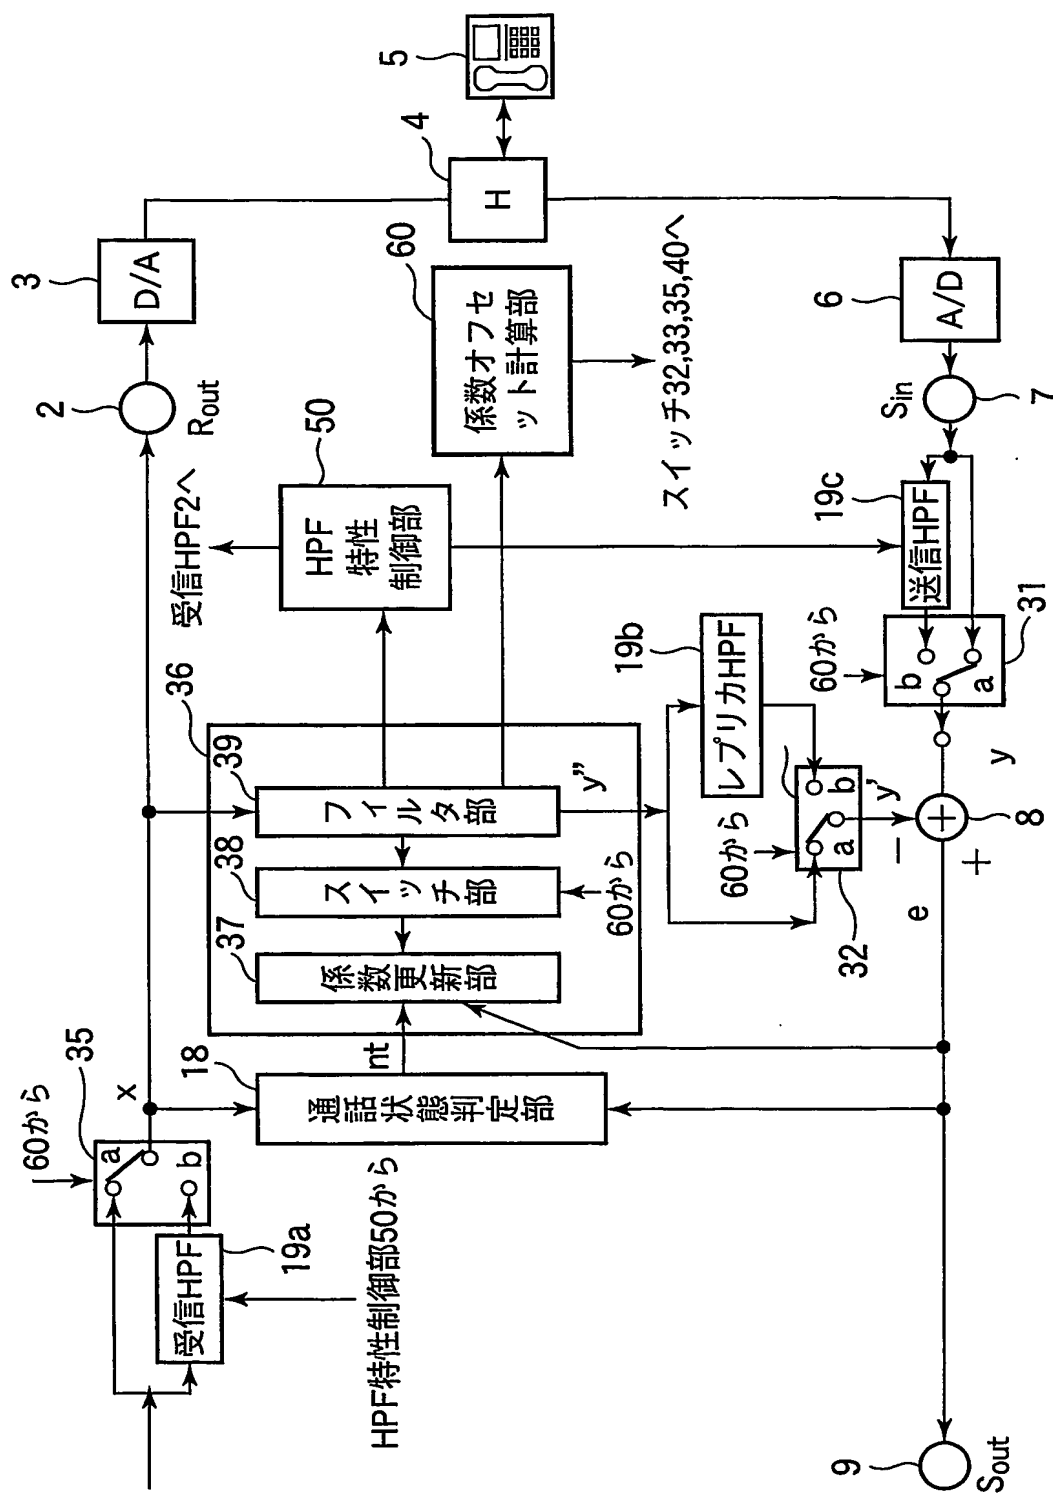 60から
35
a
b
x
受信HPF
19a
HPF特性制御部50から
18
通話状態判定部
nt
36
37
係数更新部
38
スイッチ部
60から
39
フィルタ部
y"
受信HPF2へ
50
HPF
特性
制御部
2
Rout
3
D/A
60
係数オフセ
ット計算部
スイッチ32,33,35,40へ
4
H
5
6
A/D
Sin
7
19c
送信HPF
31
60から
b
a
19b
レプリカHPF
60から
a
b
32
y'
y
−
+
+
8
e
9
Sout